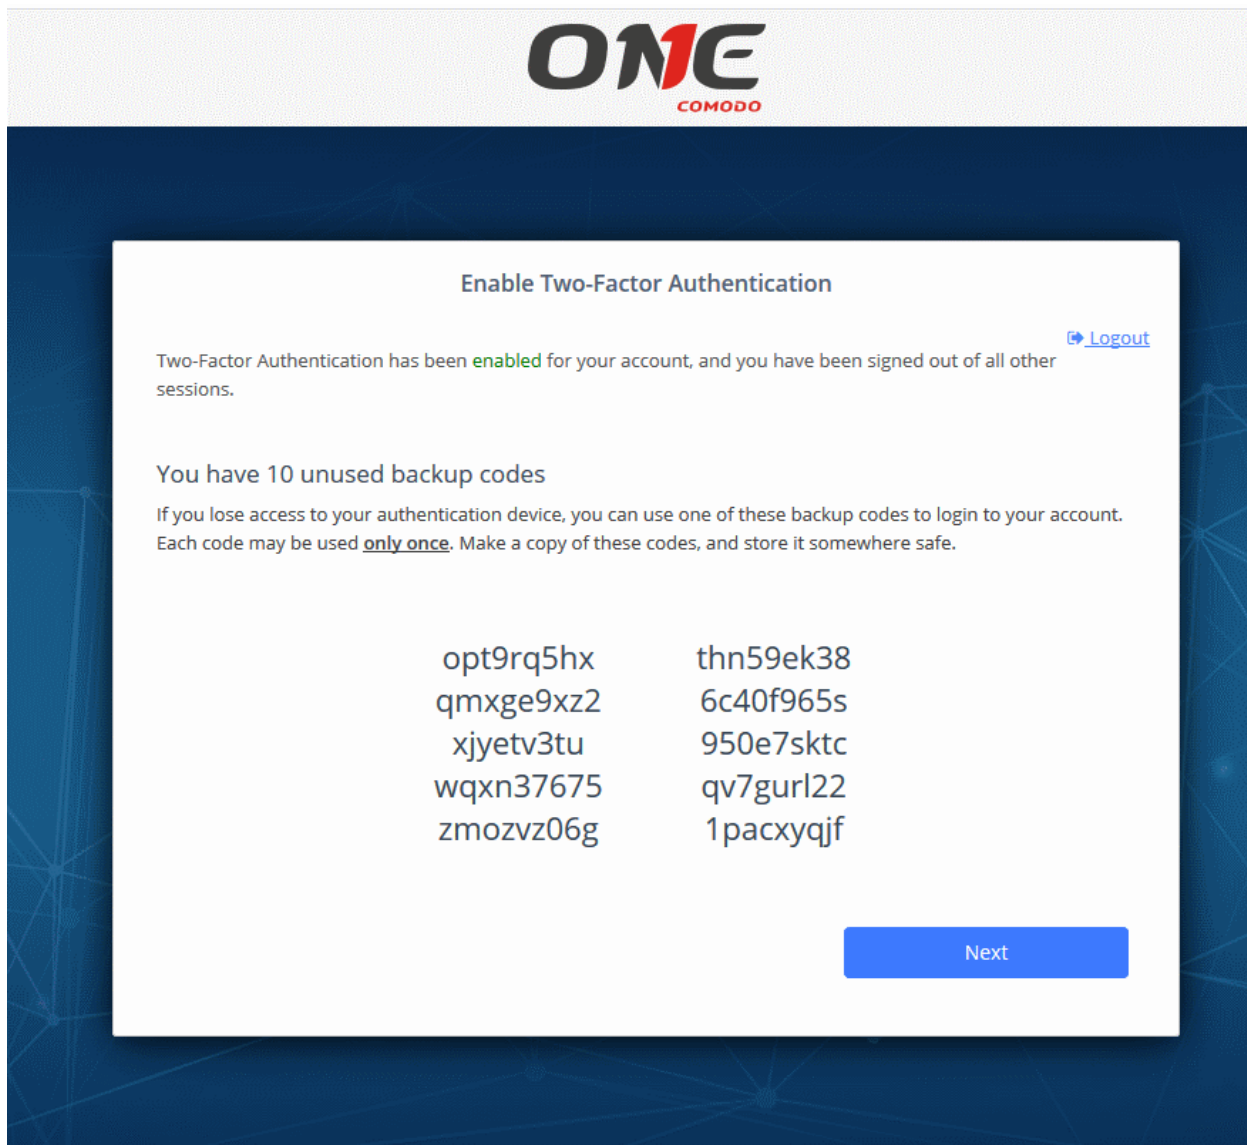 ONE
COMODO
Enable Two-Factor Authentication
Logout
Two-Factor Authentication has been enabled for your account, and you have been signed out of all other
sessions.
You have 10 unused backup codes
If you lose access to your authentication device, you can use one of these backup codes to login to your account.
Each code may be used only once. Make a copy of these codes, and store it somewhere safe.
opt9rq5hx thn59ek38
qmxge9xz2 6c40f965s
xjyetv3tu 950e7sktc
wqxn37675 qv7gurl22
zmozvz06g 1pacxyqjf
Next